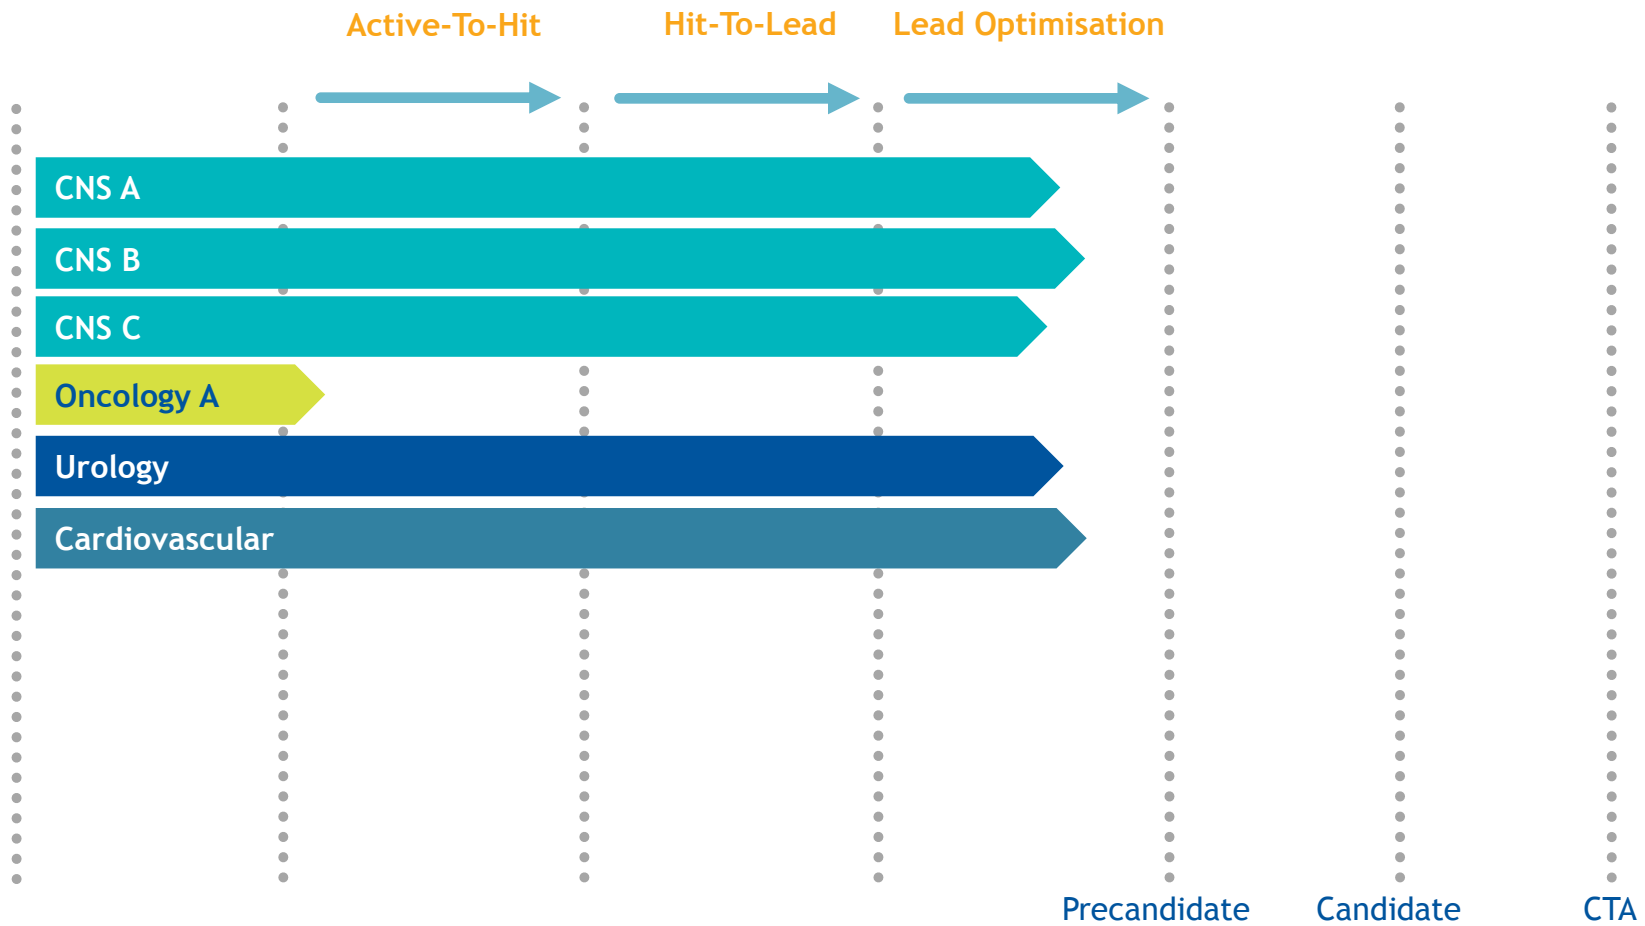 Active-To-Hit
Hit-To-Lead
Lead Optimisation
CNS A
CNS B
CNS C
Oncology A
Urology
Cardiovascular
Precandidate
Candidate
CTA